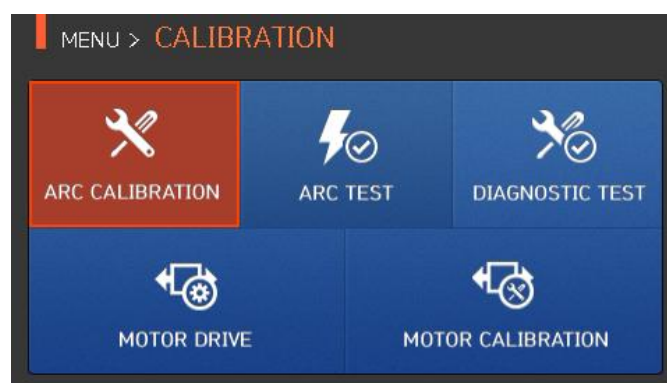 MENU > CALIBRATION
ARC CALIBRATION
ARC TEST
DIAGNOSTIC TEST
MOTOR DRIVE
MOTOR CALIBRATION